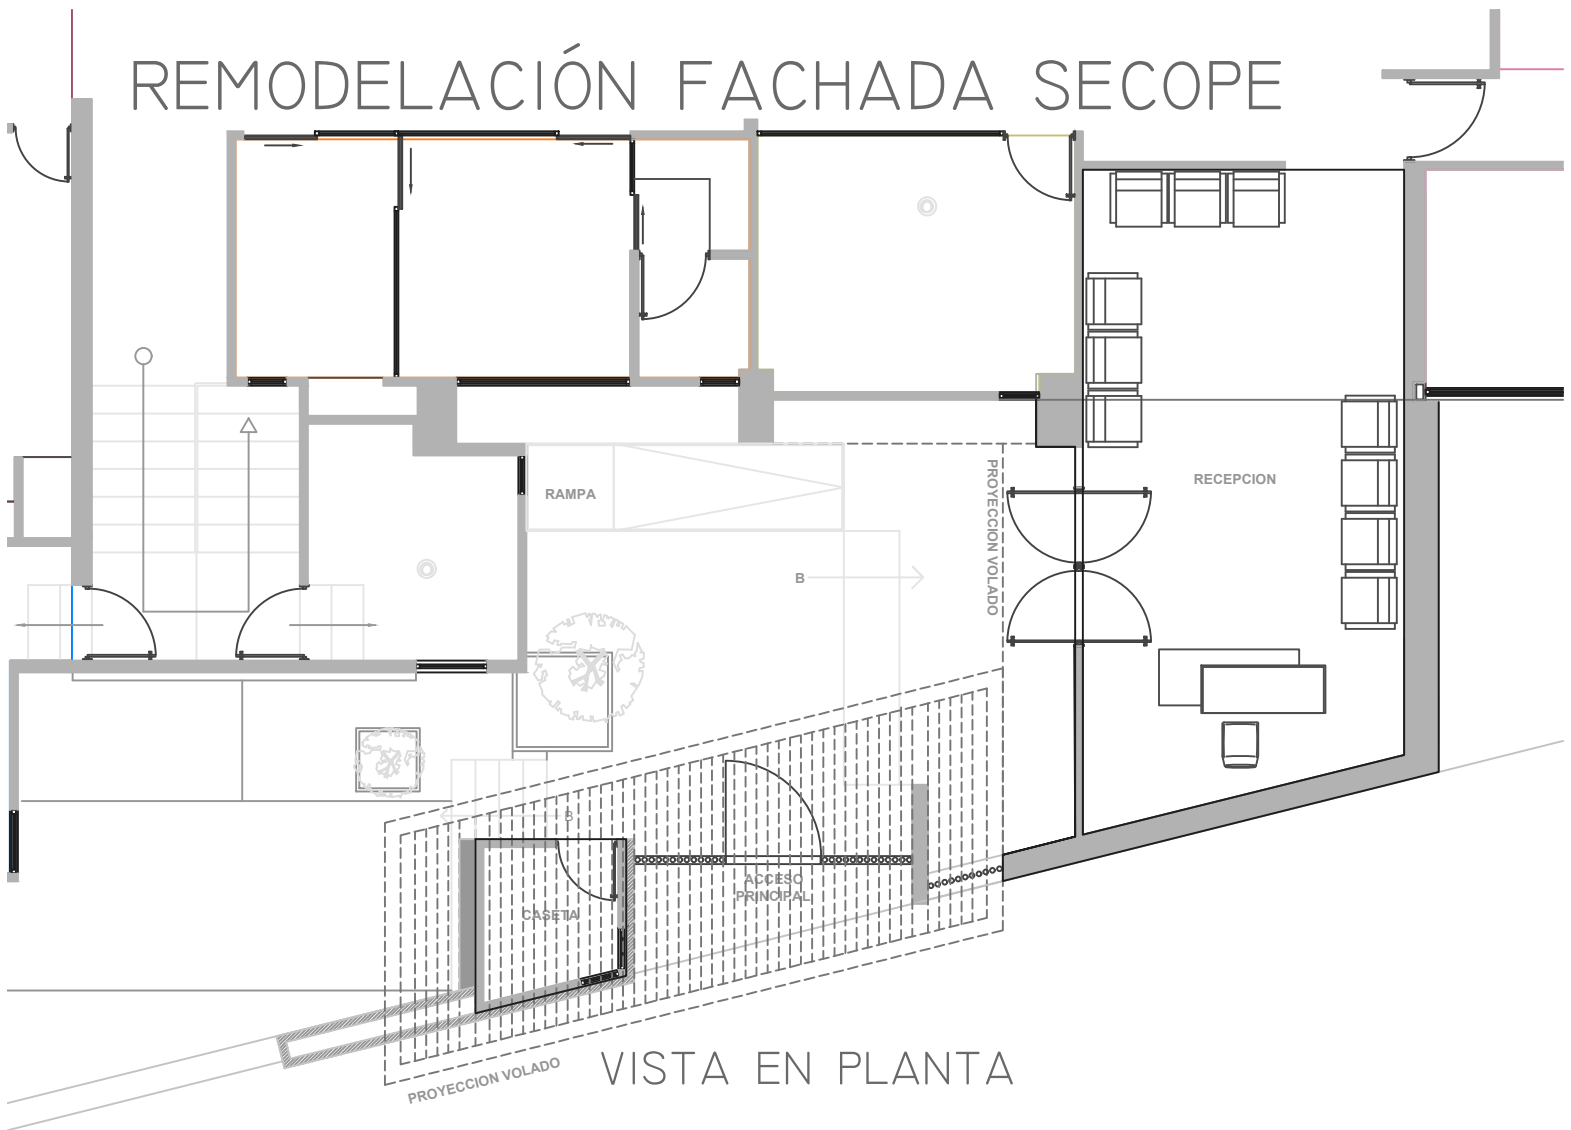 REMODELACIÓN FACHADA SECOPE
RECEPCION
RAMPA
PROYECCION VOLADO
B
B
ACCESO
PRINCIPAL
CASETA
PROYECCION VOLADO
VISTA EN PLANTA